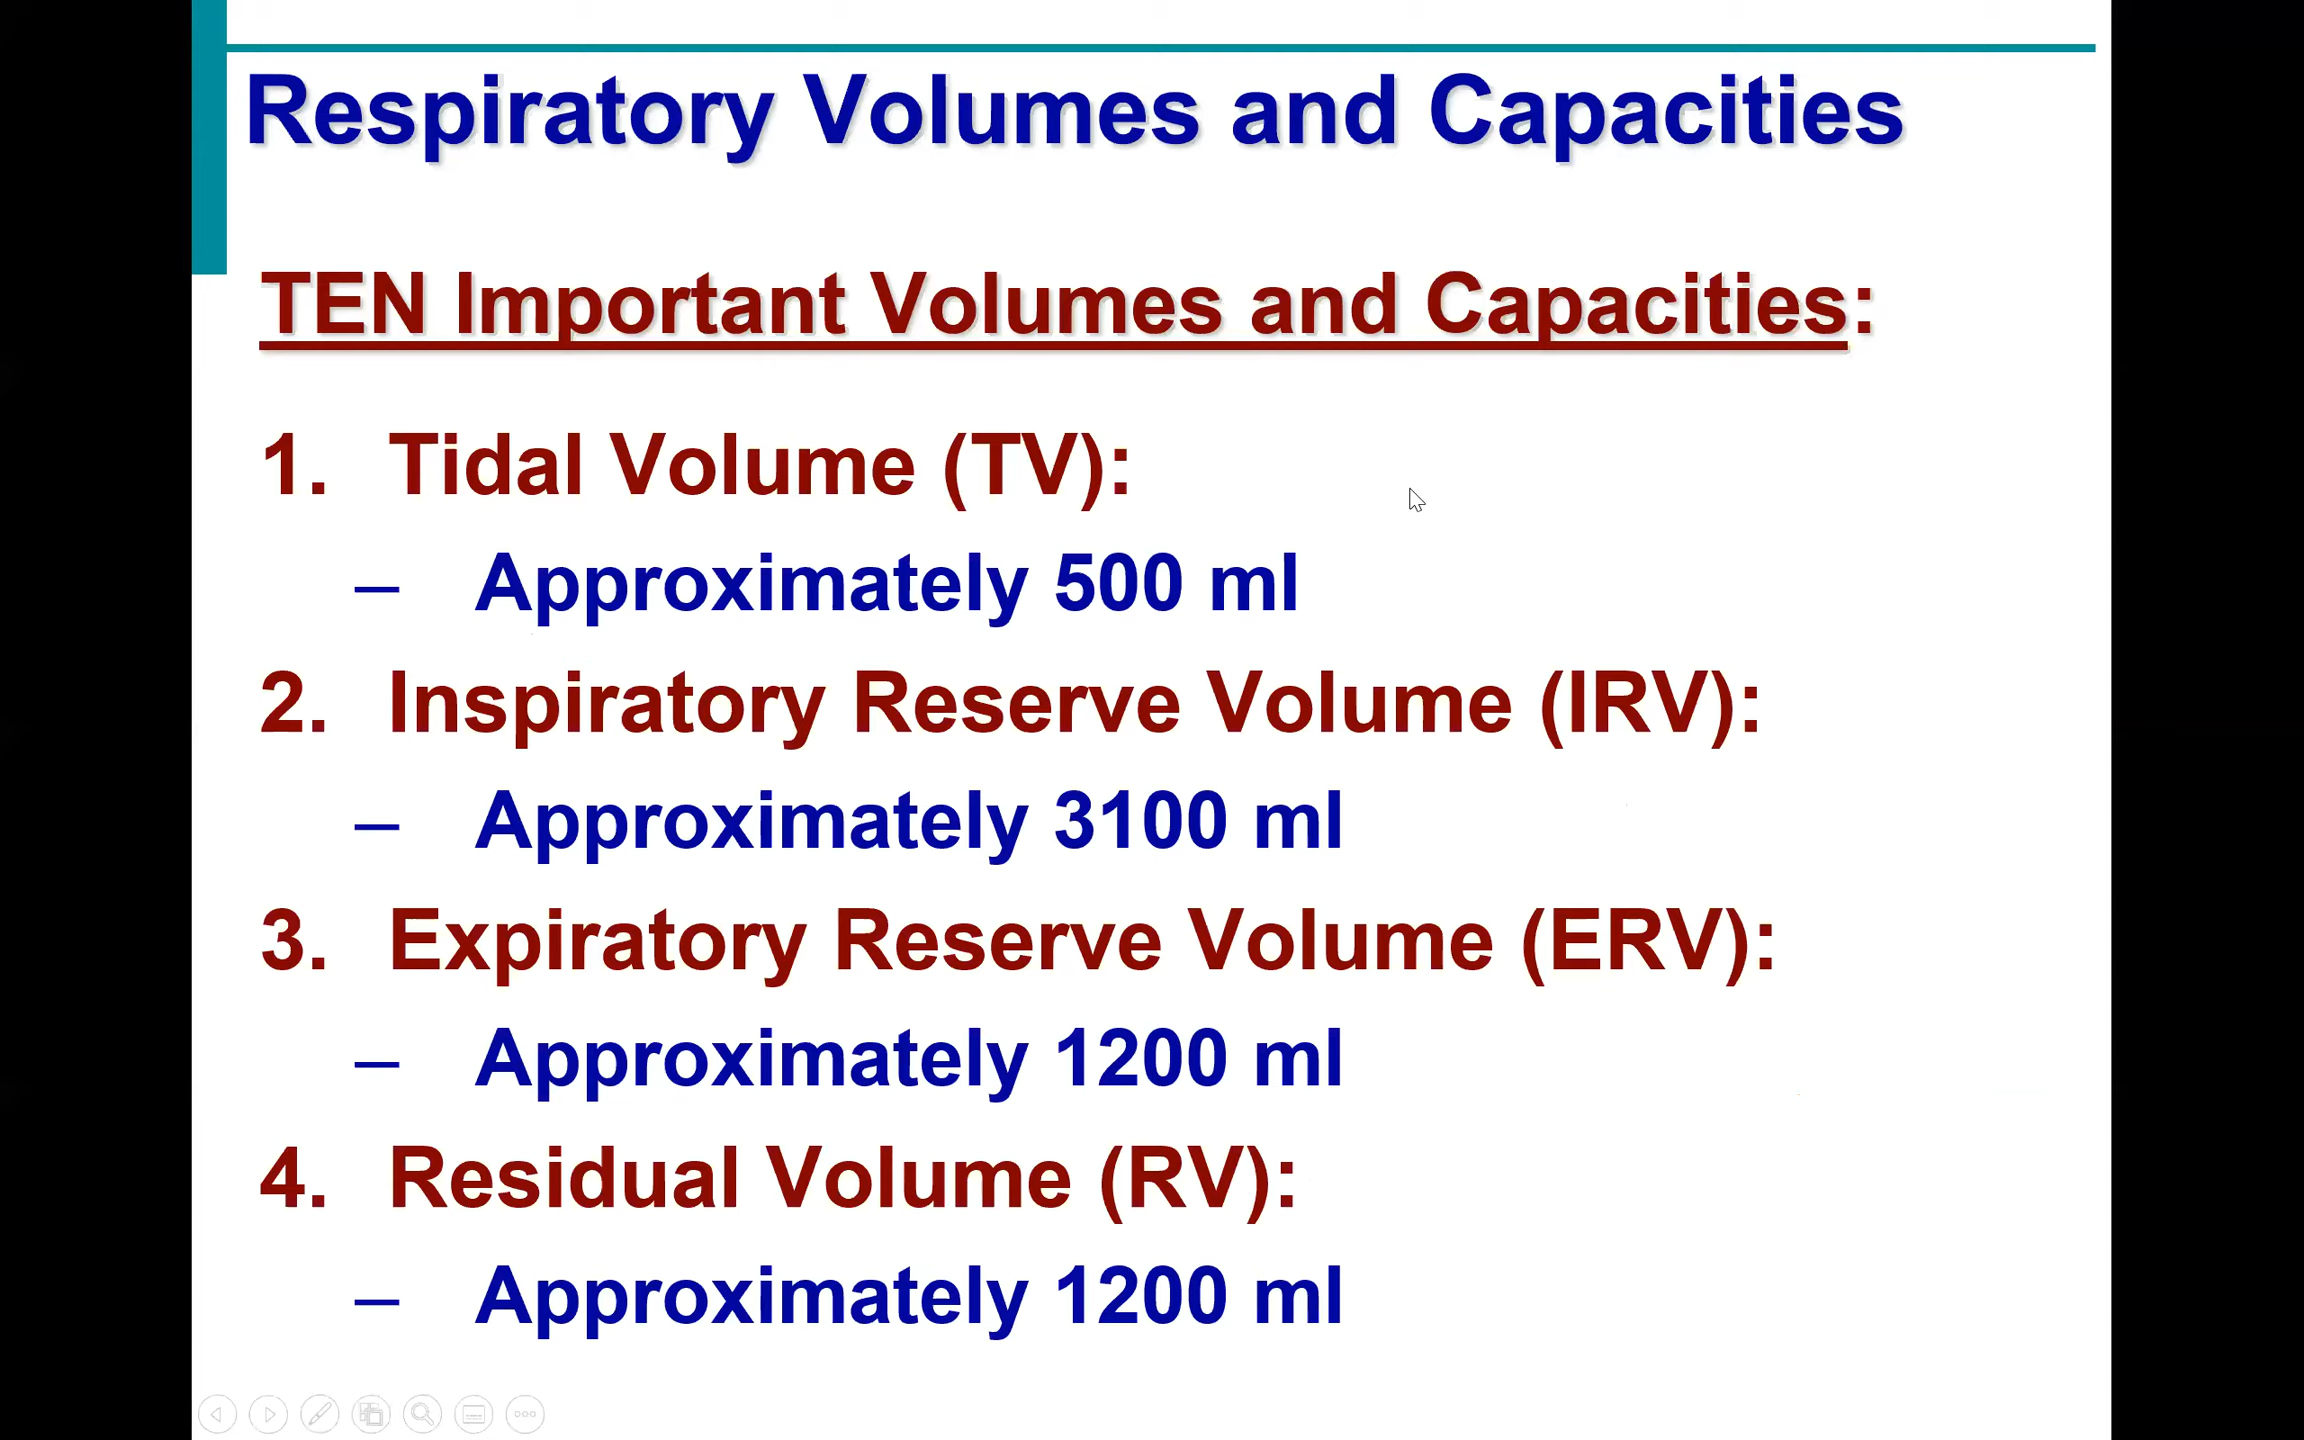 Respiratory Volumes and Capacities
TEN Important Volumes and Capacities:
1. Tidal Volume (TV):
– Approximately 500 ml
2. Inspiratory Reserve Volume (IRV):
– Approximately 3100 ml
3. Expiratory Reserve Volume (ERV):
– Approximately 1200 ml
4. Residual Volume (RV):
– Approximately 1200 ml